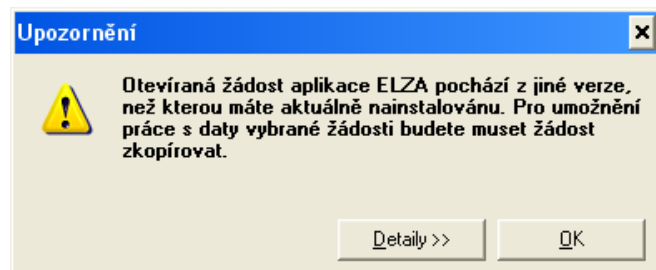 Upozornění
Otevíraná žádost aplikace ELZA pochází z jiné verze,
než kterou máte aktuálně nainstalovánu. Pro umožnění
práce s daty vybrané žádosti budete muset žádost
zkopírovat.
Detaily >>
OK